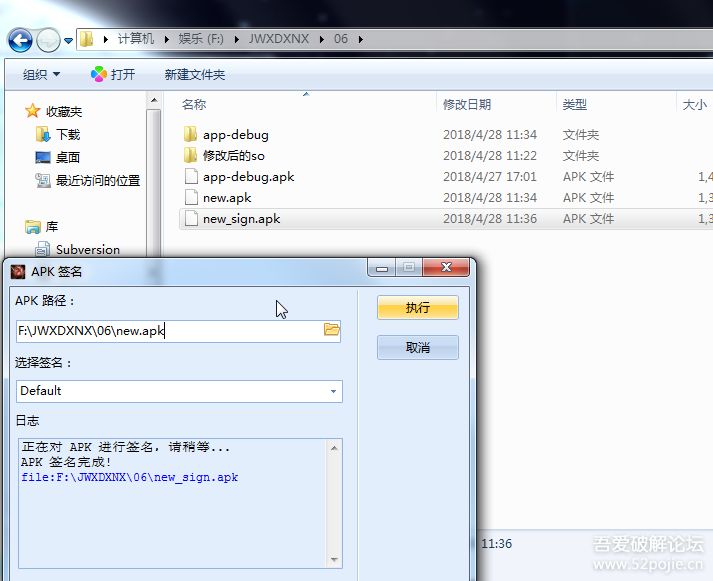 计算机 ▸ 娱乐 (F:) ▸ JWXDXNX ▸ 06 ▸
组织 打开 新建文件夹
收藏夹
下载
桌面
最近访问的位置
库
Subversion
名称 修改日期 类型 大小
app-debug 2018/4/28 11:34 文件夹
修改后的so 2018/4/28 11:22 文件夹
app-debug.apk 2018/4/27 17:01 APK 文件 1,4
new.apk 2018/4/28 11:34 APK 文件 1,3
new_sign.apk 2018/4/28 11:36 APK 文件 1,3
APK 签名
APK 路径：
F:\JWXDXNX\06\new.apk
执行
取消
选择签名：
Default
日志
正在对 APK 进行签名, 请稍等...
APK 签名完成!
file:F:\JWXDXNX\06\new_sign.apk
11:36
吾爱破解论坛
www.52pojie.cn